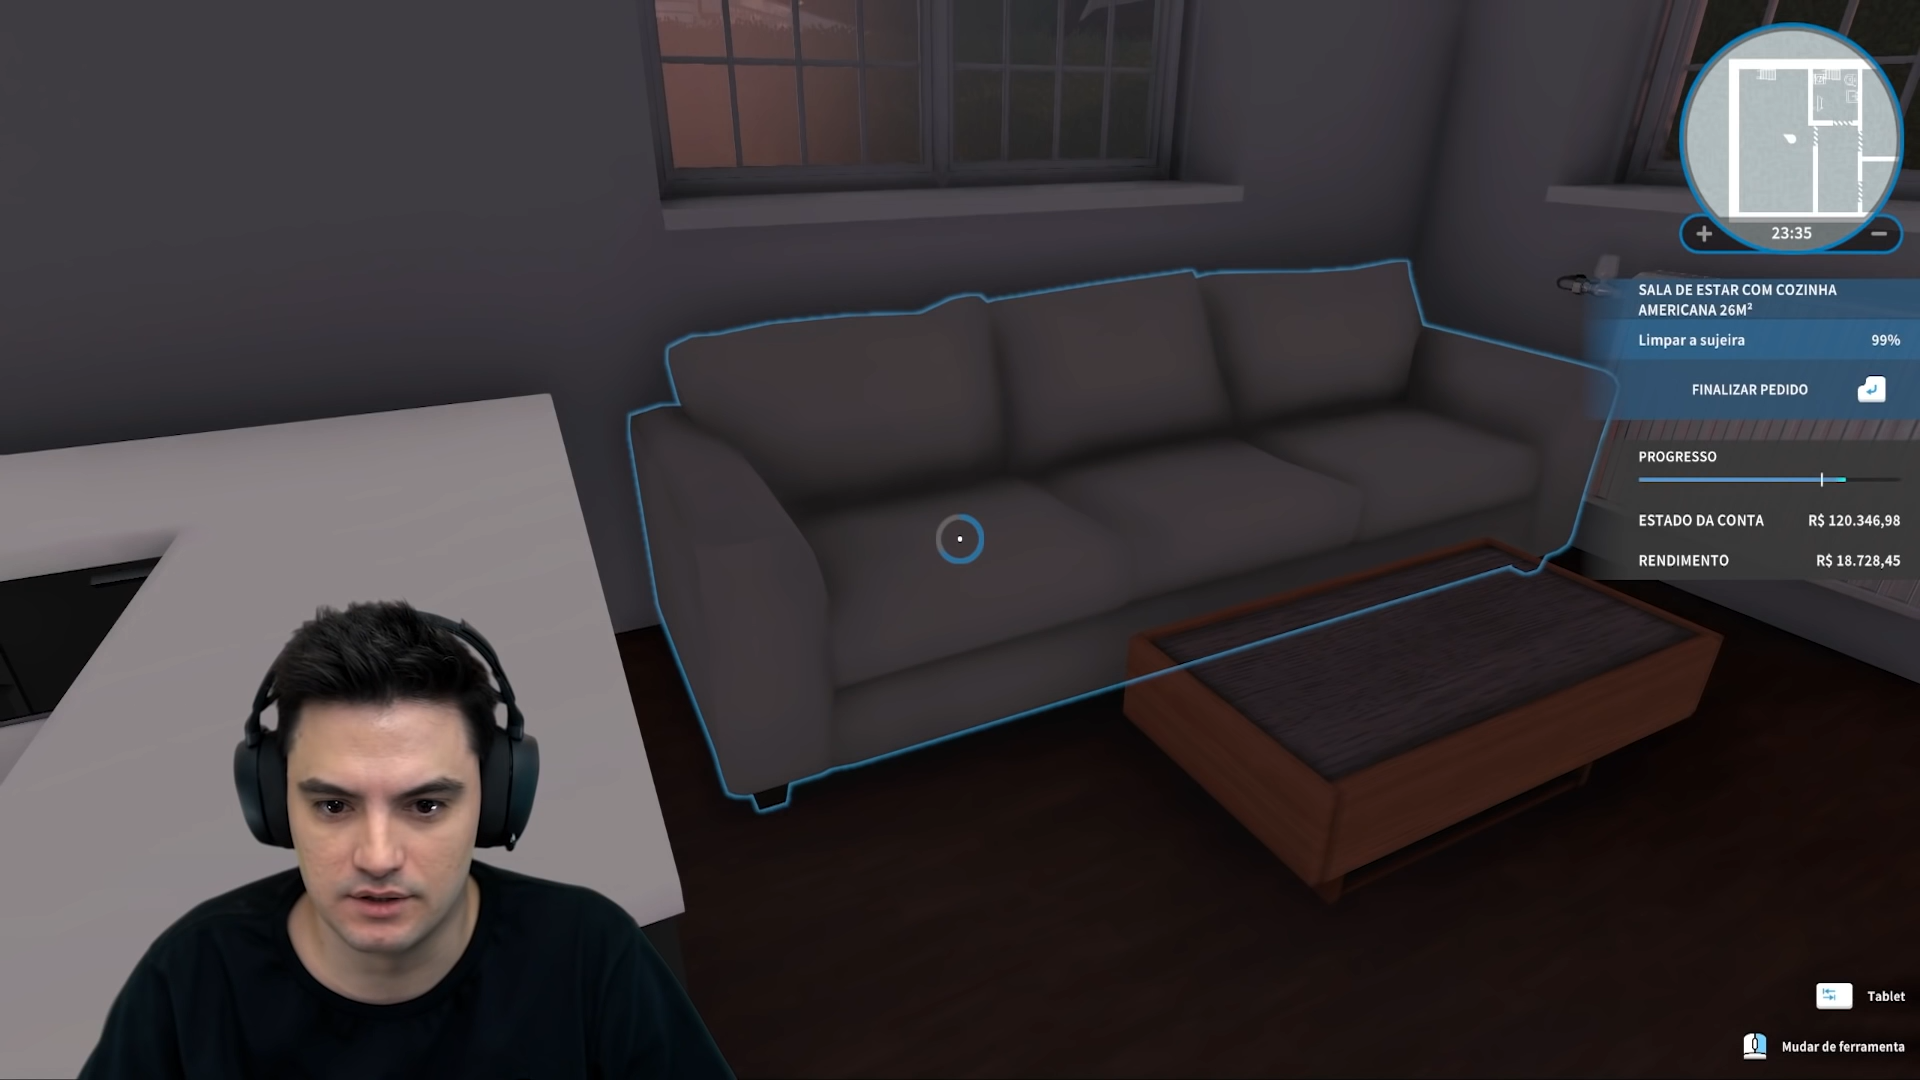 23:35
SALA DE ESTAR COM COZINHA
AMERICANA 26M²
Limpar a sujeira 99%
FINALIZAR PEDIDO
PROGRESSO
ESTADO DA CONTA R$ 120.346,98
RENDIMENTO R$ 18.728,45
Tablet
Mudar de ferramenta